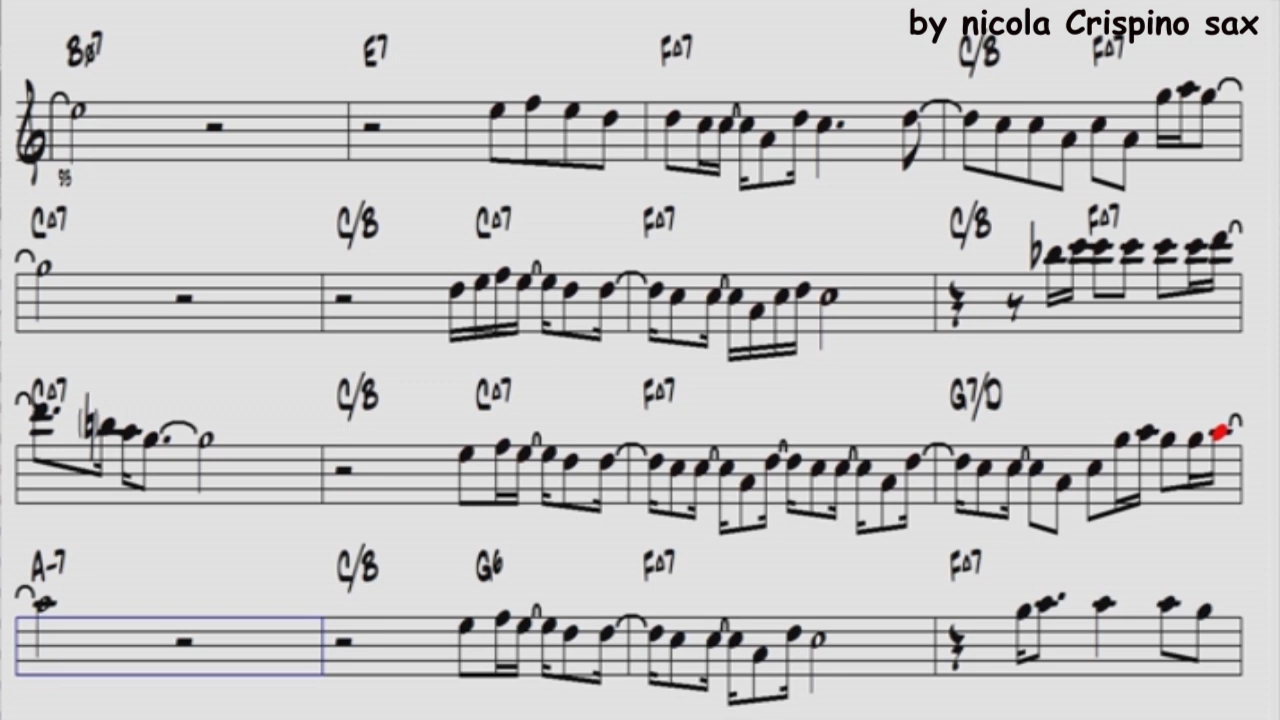 by nicola Crispino sax
Bø7 E7 FΔ7 C/B FΔ7
95
CΔ7 C/B CΔ7 FΔ7 C/B FΔ7
CΔ7 C/B CΔ7 FΔ7 G7/D
A-7 C/B G6 FΔ7 FΔ7